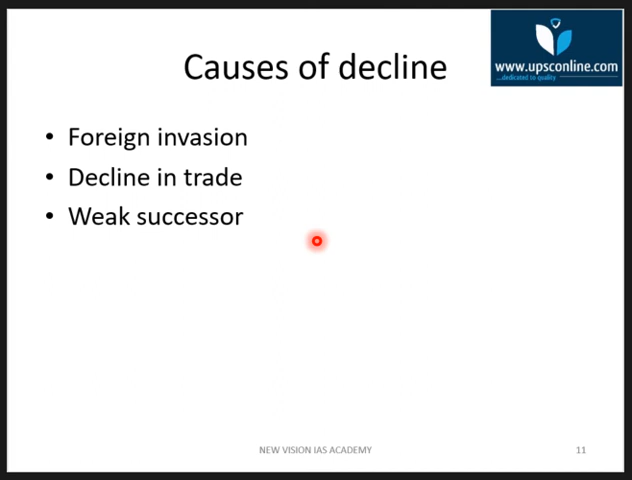 www.upsconline.com
...dedicated to quality
Causes of decline
• Foreign invasion
• Decline in trade
• Weak successor
NEW VISION IAS ACADEMY
11